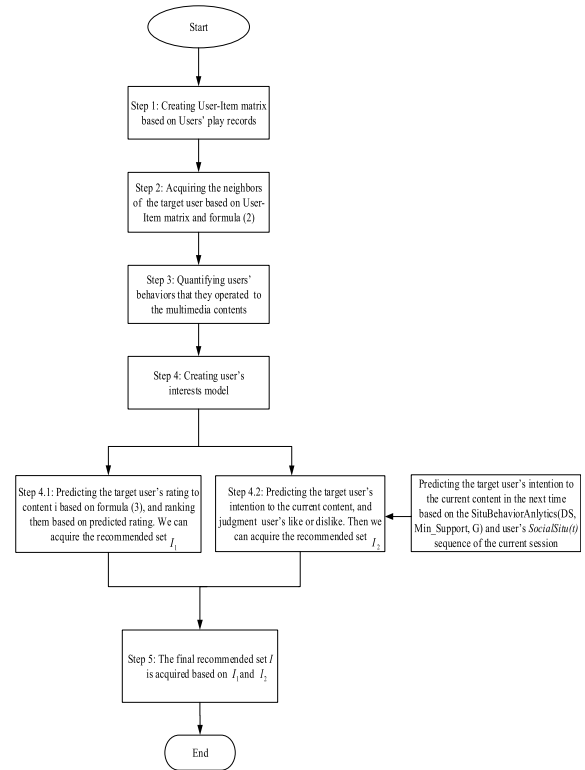 Start
Step 1: Creating User-Item matrix
based on Users' play records
Step 2: Acquiring the neighbors
of the target user based on User-
Item matrix and formula (2)
Step 3: Quantifying users'
behaviors that they operated to
the multimedia contents
Step 4: Creating user's
interests model
Step 4.1: Predicting the target user's rating to
content i based on formula (3), and ranking
them based on predicted rating. We can
acquire the recommended set I1
Step 4.2: Predicting the target user's
intention to the current content, and
judgment user's like or dislike. Then we
can acquire the recommended set I2
Predicting the target user's intention to
the current content in the next time
based on the SituBehaviorAnlytics(DS,
Min_Support, G) and user's SocialSitu(t)
sequence of the current session
Step 5: The final recommended set I
is acquired based on I1 and I2
End